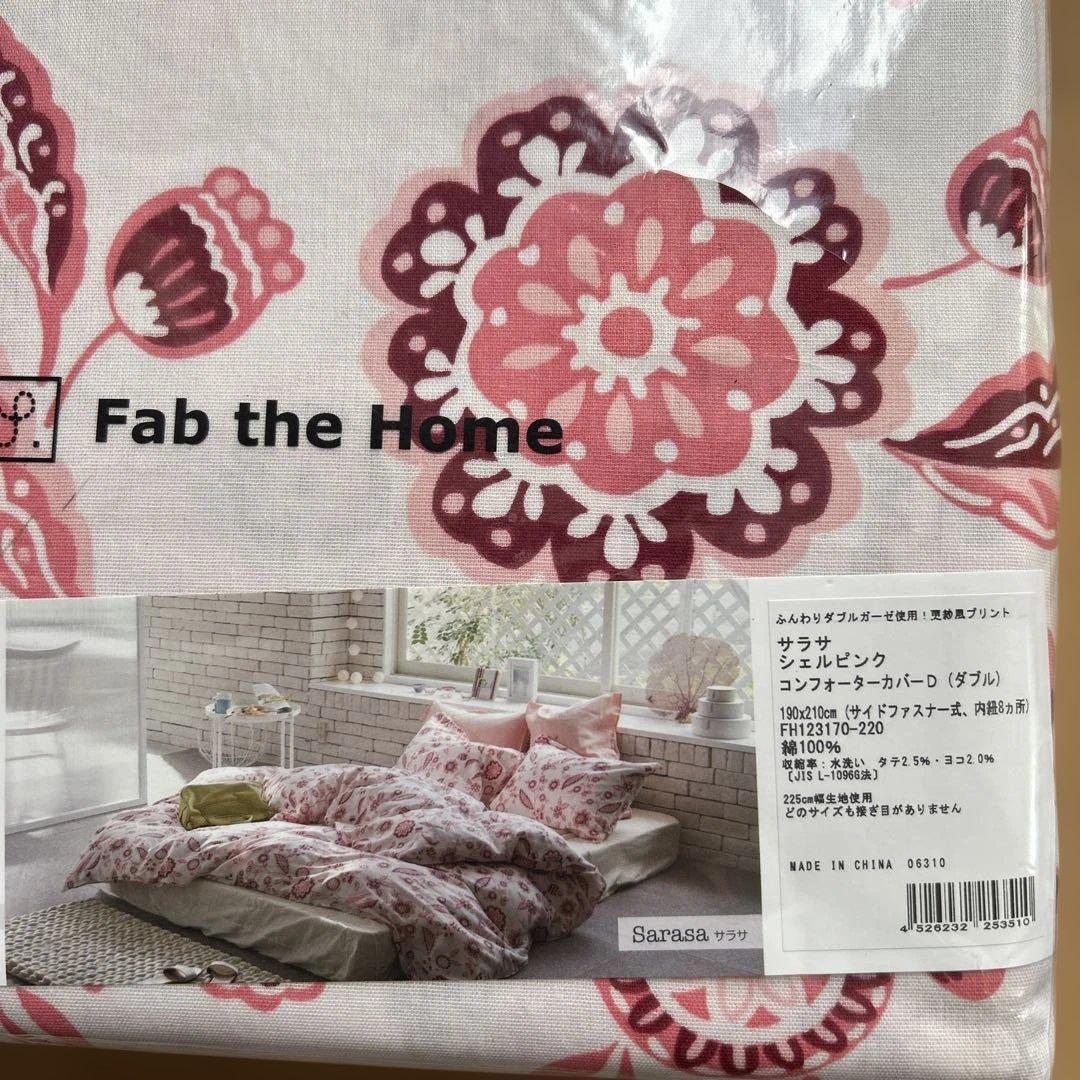 f.
Fab the Home
ふんわりダブルガーゼ使用！更紗風プリント
サラサ
シェルピンク
コンフォーターカバーD（ダブル）
190x210cm（サイドファスナー式、内紐8ヵ所）
FH123170-220
綿100%
収縮率：水洗い　タテ2.5%・ヨコ2.0%
〔JIS L-1096G法〕
225cm幅生地使用
どのサイズも接ぎ目がありません
MADE IN CHINA 06310
4 526232 253510
Sarasa サラサ